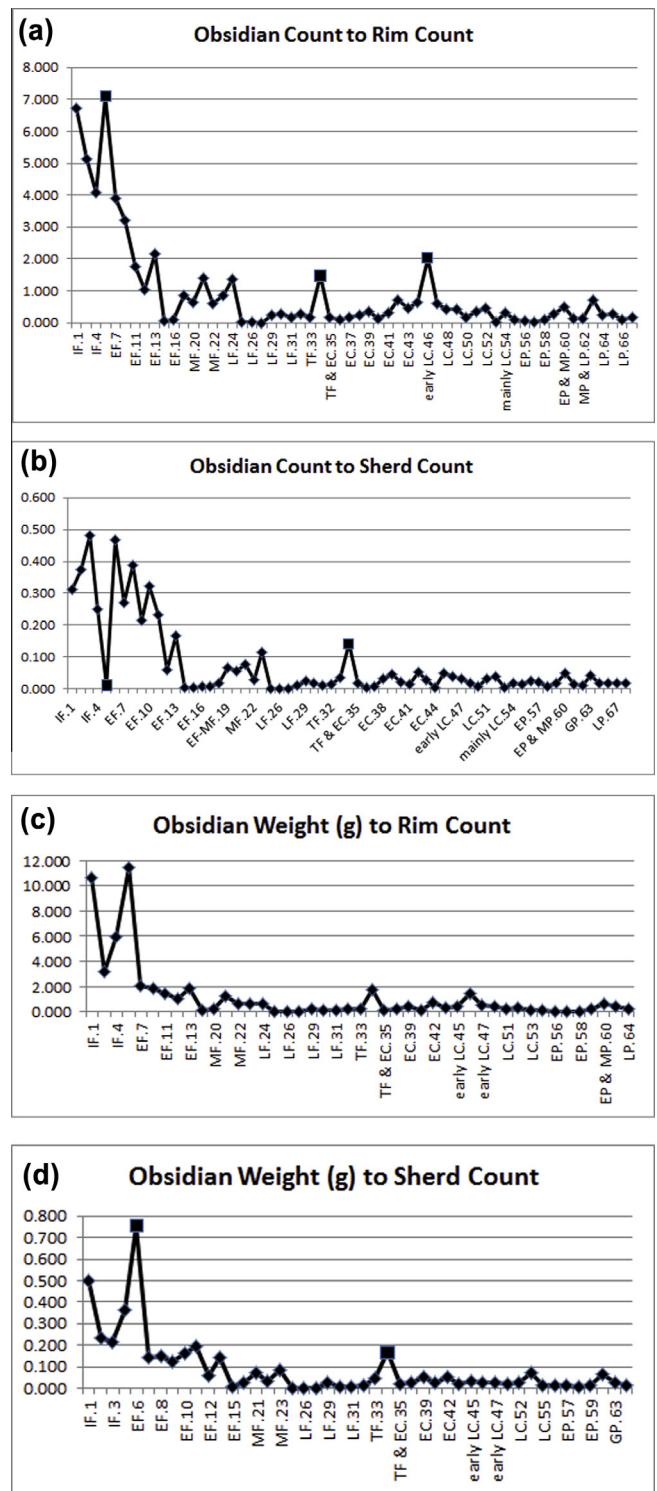 (a)
Obsidian Count to Rim Count
8.000
7.000
6.000
5.000
4.000
3.000
2.000
1.000
0.000
IF.1 IF.4 EF.7 EF.11 EF.13 EF.16 MF.20 MF.22 LF.24 LF.26 LF.29 LF.31 TF.33 TF & EC.35 EC.37 EC.39 EC.41 EC.43 early LC.46 LC.48 LC.50 LC.52 mainly LC.54 EP.56 EP.58 EP & MP.60 MP & LP.62 LP.64 LP.66
(b)
Obsidian Count to Sherd Count
0.600
0.500
0.400
0.300
0.200
0.100
0.000
IF.1 IF.4 EF.7 EF.10 EF.13 EF.16 EF-MF.19 MF.22 LF.26 LF.29 TF.32 TF & EC.35 EC.38 EC.41 EC.44 early LC.47 LC.51 mainly LC.54 EP.57 EP & MP.60 GP.63 LP.67
(c)
Obsidian Weight (g) to Rim Count
12.000
10.000
8.000
6.000
4.000
2.000
0.000
IF.1 IF.4 EF.7 EF.11 EF.13 MF.20 MF.22 LF.24 LF.26 LF.29 LF.31 TF.33 TF & EC.35 EC.39 EC.42 early LC.45 early LC.47 LC.51 LC.53 EP.56 EP.58 EP & MP.60 LP.64
(d)
Obsidian Weight (g) to Sherd Count
0.800
0.700
0.600
0.500
0.400
0.300
0.200
0.100
0.000
IF.1 IF.3 EF.6 EF.8 EF.10 EF.12 EF.15 MF.21 MF.23 LF.26 LF.29 LF.31 TF.33 TF & EC.35 EC.39 EC.42 early LC.45 early LC.47 LC.52 LC.55 EP.57 EP.59 GP.63